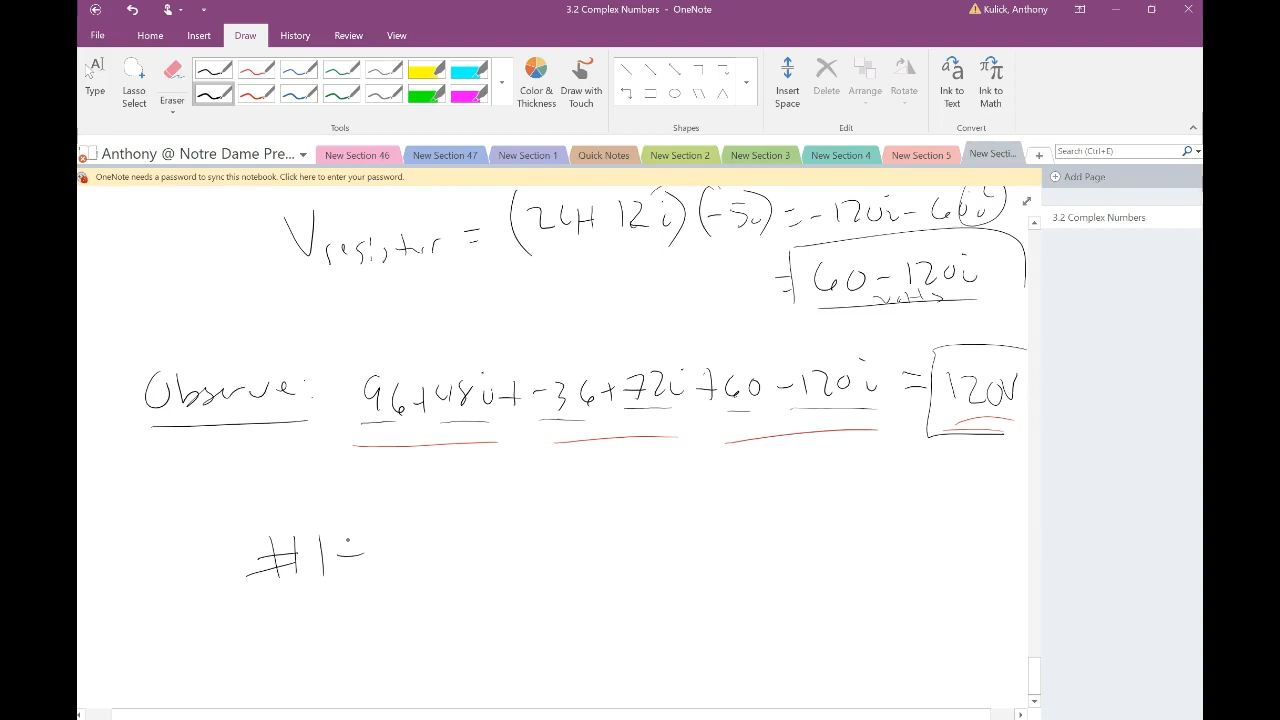 3.2 Complex Numbers - OneNote
Kulick, Anthony
File Home Insert Draw History Review View
Type
Lasso Select
Eraser
Color & Thickness
Draw with Touch
Insert Space
Delete
Arrange
Rotate
Ink to Text
Ink to Math
Tools Shapes Edit Convert
Anthony @ Notre Dame Pre... New Section 46 New Section 47 New Section 1 Quick Notes New Section 2 New Section 3 New Section 4 New Section 5 New Secti... Search (Ctrl+E)
OneNote needs a password to sync this notebook. Click here to enter your password.
Add Page
3.2 Complex Numbers
V resistor = (24+12i)(-5i) = -120i - 60i²
= 60 - 120i
volts
Observe: 96+48i+ -36+72i +60 -120i = 120V
#1-